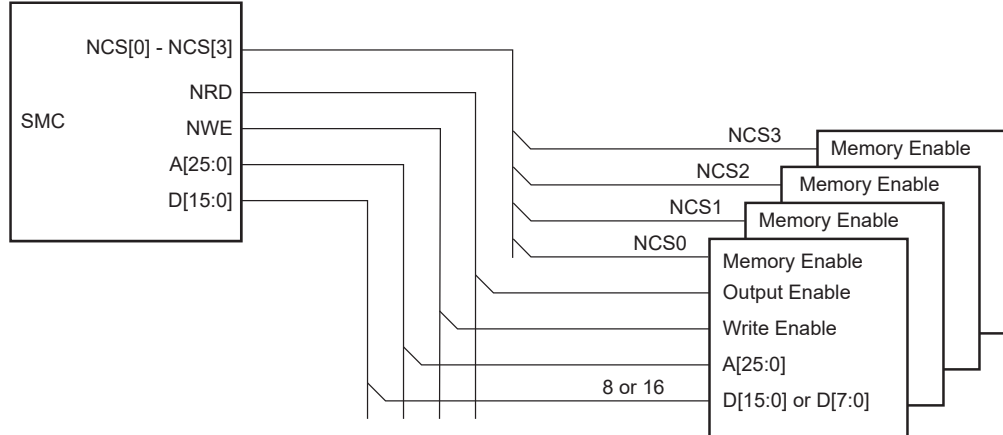 NCS[0] - NCS[3]
NRD
SMC
NWE
A[25:0]
D[15:0]
NCS3
Memory Enable
NCS2
Memory Enable
NCS1
Memory Enable
NCS0
Memory Enable
Output Enable
Write Enable
A[25:0]
8 or 16
D[15:0] or D[7:0]